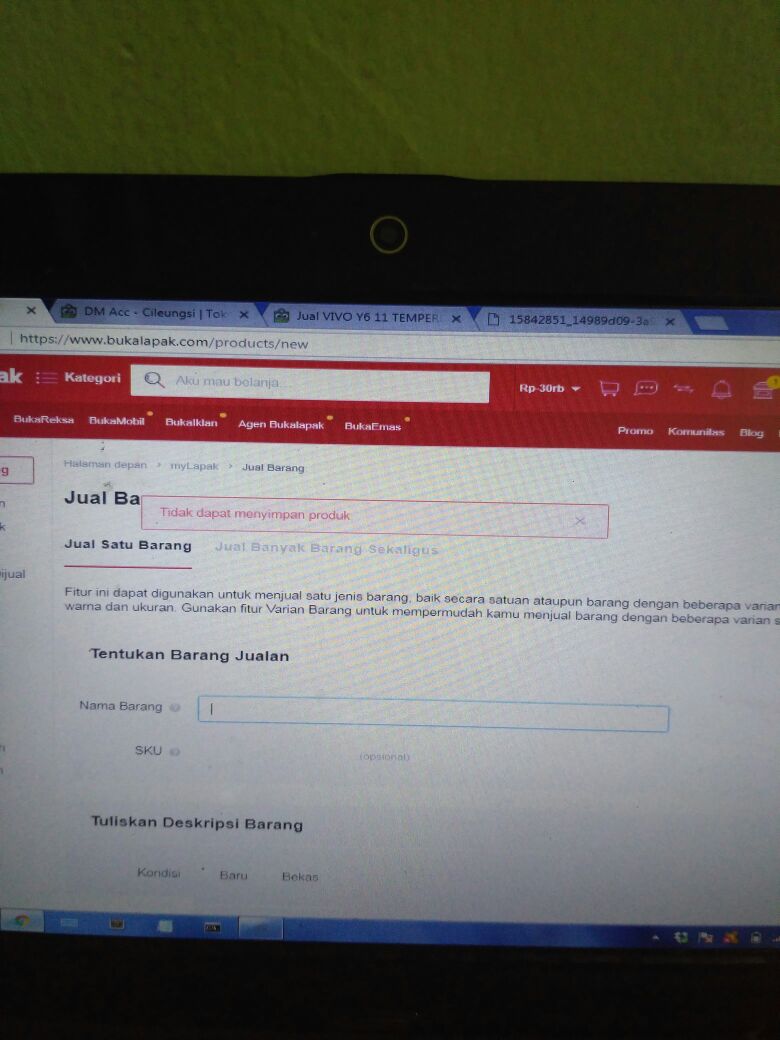 DM Acc - Cileungsi | Tok
Jual VIVO Y6 11 TEMPER
15842851_14989d09-3a
https://www.bukalapak.com/products/new
ak
Kategori
Aku mau belanja...
Rp-30rb
BukaReksa
BukaMobil
BukaIklan
Agen Bukalapak
BukaEmas
Promo
Komunitas
Blog
g
Halaman depan > myLapak > Jual Barang
n
k
Jual Ba
Tidak dapat menyimpan produk
Jual Satu Barang
Jual Banyak Barang Sekaligus
ijual
Fitur ini dapat digunakan untuk menjual satu jenis barang, baik secara satuan ataupun barang dengan beberapa varian
warna dan ukuran. Gunakan fitur Varian Barang untuk mempermudah kamu menjual barang dengan beberapa varian s
Tentukan Barang Jualan
Nama Barang
SKU
(opsional)
Tuliskan Deskripsi Barang
Kondisi
Baru
Bekas